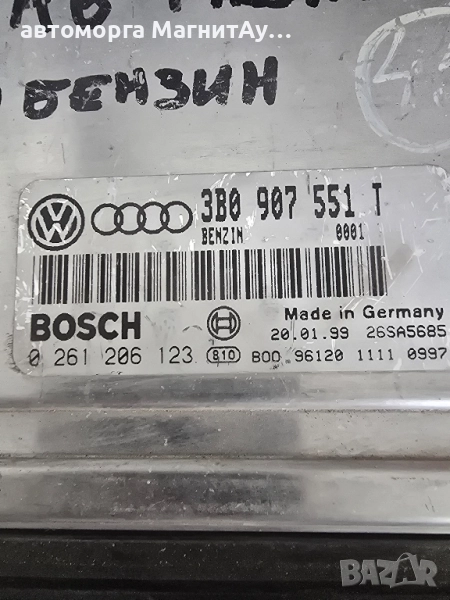 автоморга МагнитАу...
БЕНЗИН
3B0 907 551 T
BENZIN 0001
BOSCH
Made in Germany
20.01.99 26SA5685
0 261 206 123 810 B00 96120 1111 0997
BAZAR